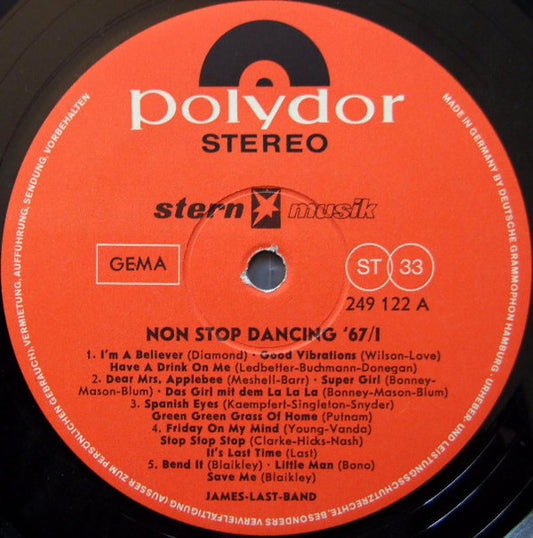 polydor
STEREO
stern musik
GEMA
ST 33
249 122 A
NON STOP DANCING '67/I
1. I'm A Believer (Diamond) · Good Vibrations (Wilson-Love)
Have A Drink On Me (Ledbetter-Buchmann-Donegan)
2. Dear Mrs. Applebee (Meshell-Barr) · Super Girl (Bonney-
Mason-Blum) · Das Girl mit dem La La La (Bonney-Mason-Blum)
3. Spanish Eyes (Kaempfert-Singleton-Snyder)
Green Green Grass Of Home (Putnam)
4. Friday On My Mind (Young-Vanda)
Stop Stop Stop (Clarke-Hicks-Nash)
It's Last Time (Last)
5. Bend It (Blaikley) · Little Man (Bono)
Save Me (Blaikley)
JAMES-LAST-BAND
MADE IN GERMANY BY DEUTSCHE GRAMMOPHON HAMBURG URHEBER- UND LEISTUNGSSCHUTZRECHTE, BESONDERS VERVIELFÄLTIGUNG (AUSSER ZUM PERSÖNLICHEN GEBRAUCH), VERMIETUNG, AUFFÜHRUNG, SENDUNG, VORBEHALTEN